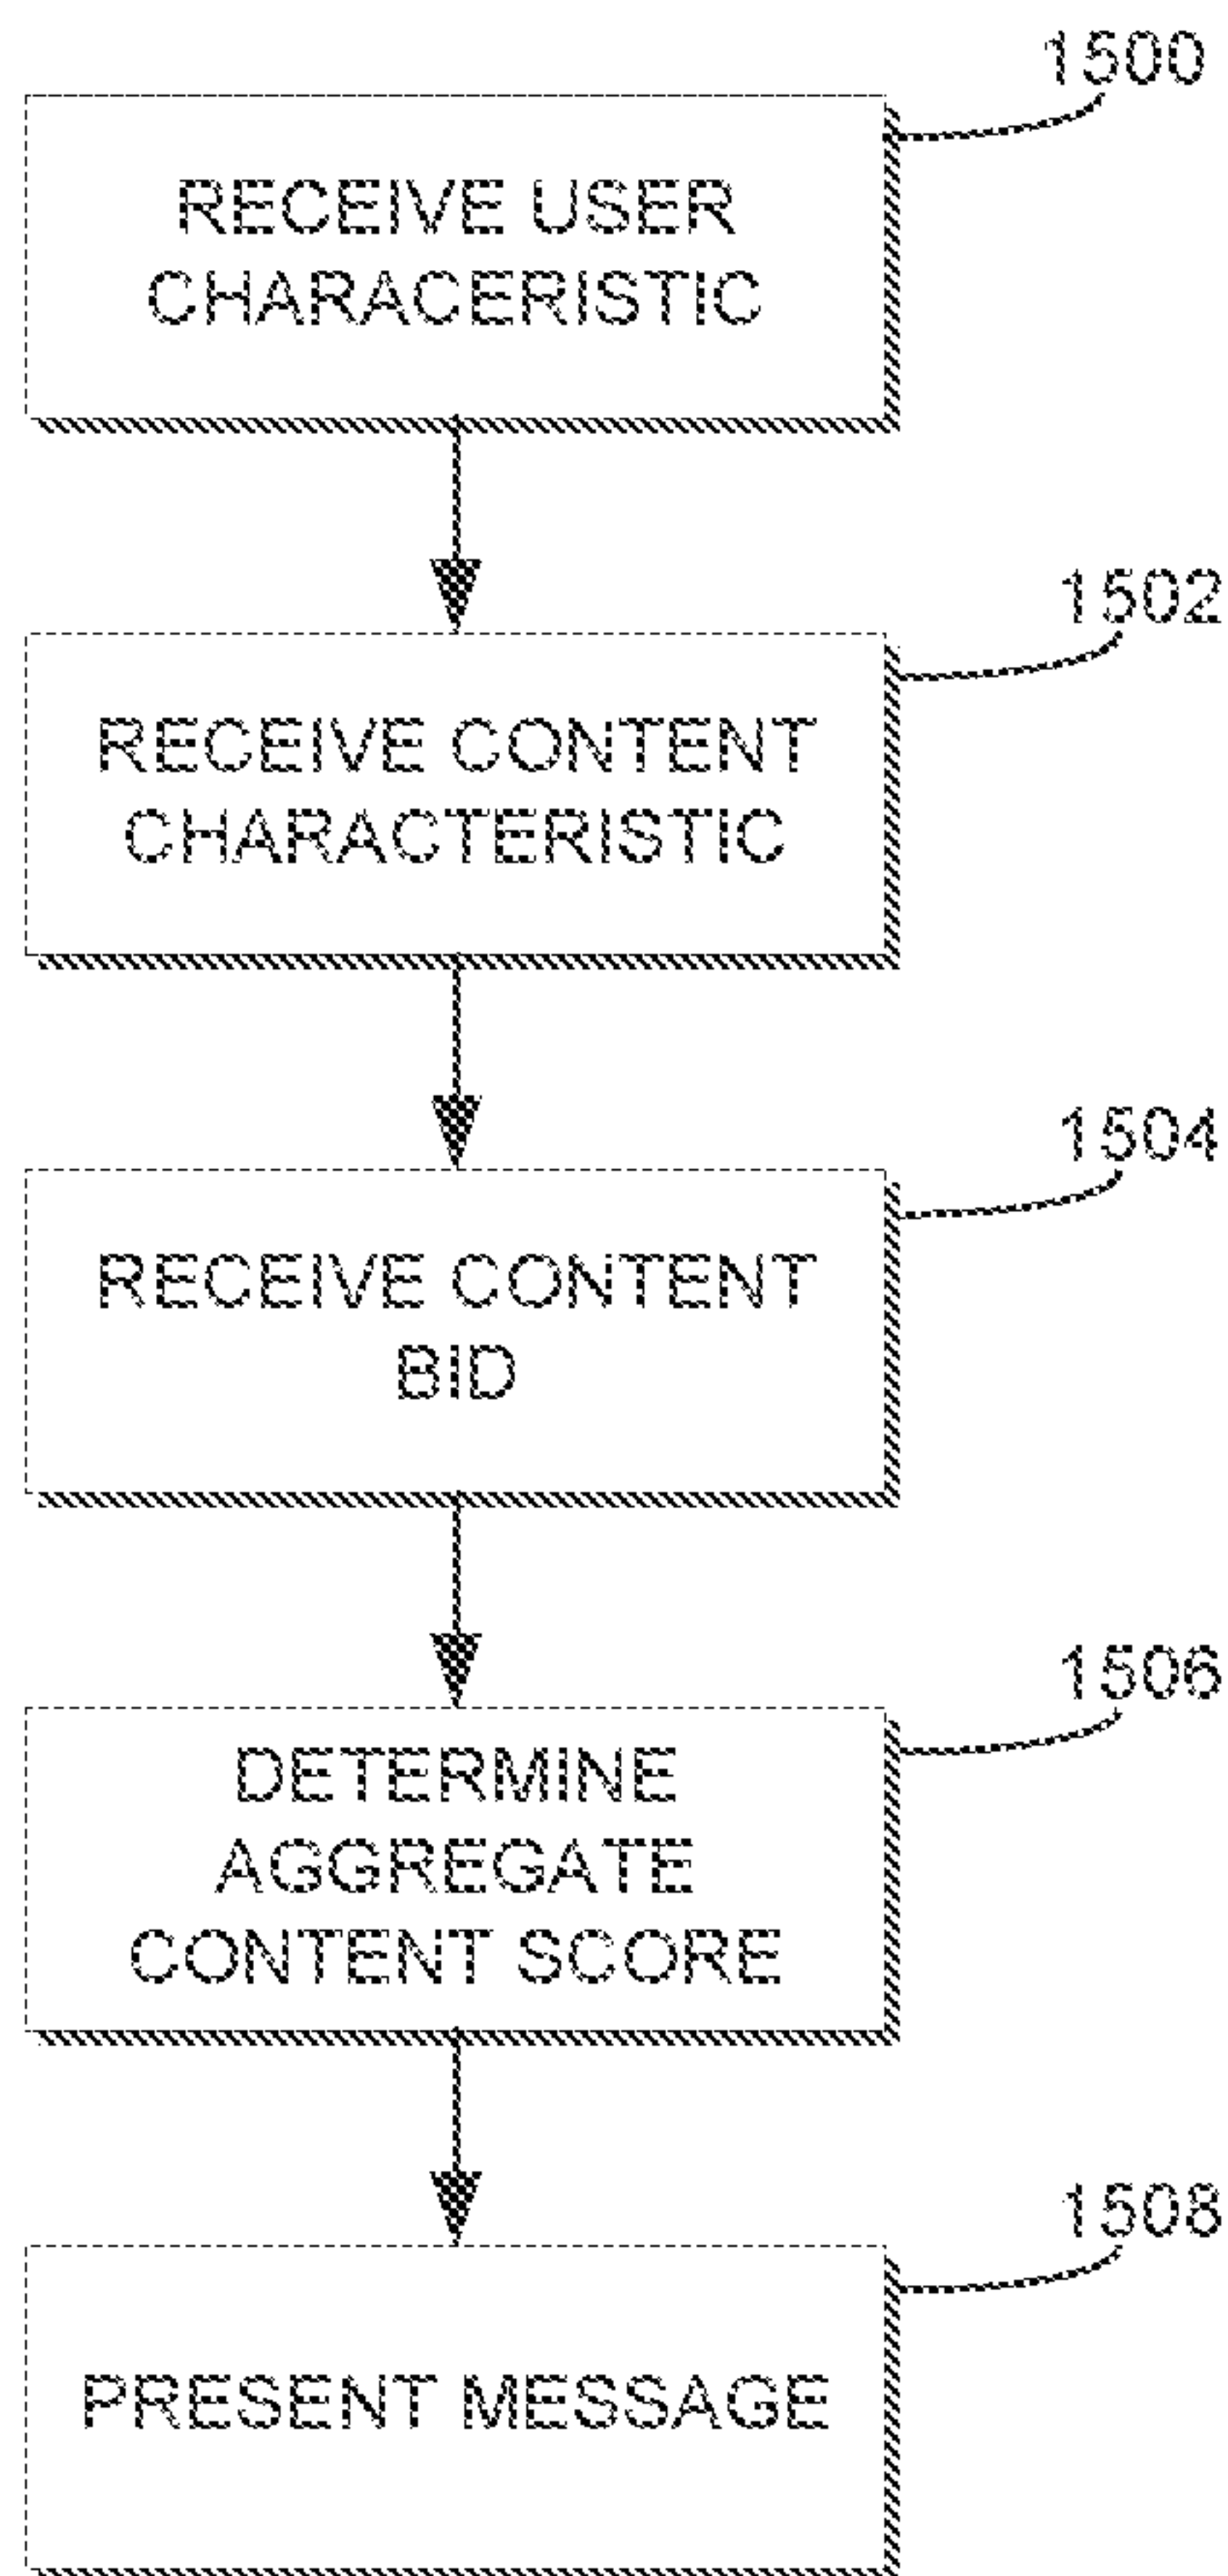 1500
RECEIVE USER
CHARACERISTIC
1502
RECEIVE CONTENT
CHARACTERISTIC
1504
RECEIVE CONTENT
BID
1506
DETERMINE
AGGREGATE
CONTENT SCORE
1508
PRESENT MESSAGE